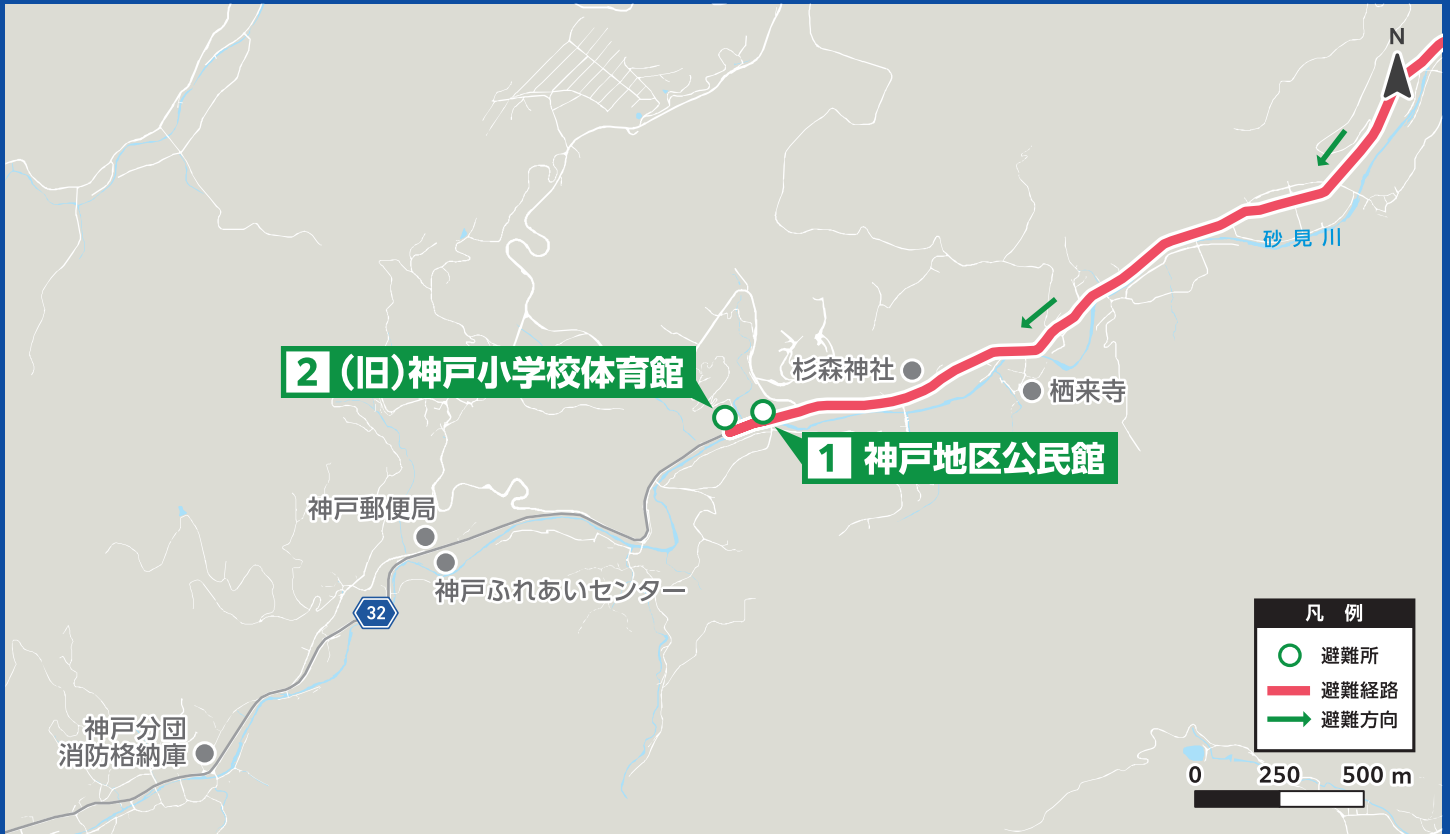 N
砂見川
2 (旧)神戸小学校体育館
杉森神社
栖来寺
1 神戸地区公民館
神戸郵便局
神戸ふれあいセンター
32
神戸分団
消防格納庫
凡 例
避難所
避難経路
避難方向
0 250 500 m